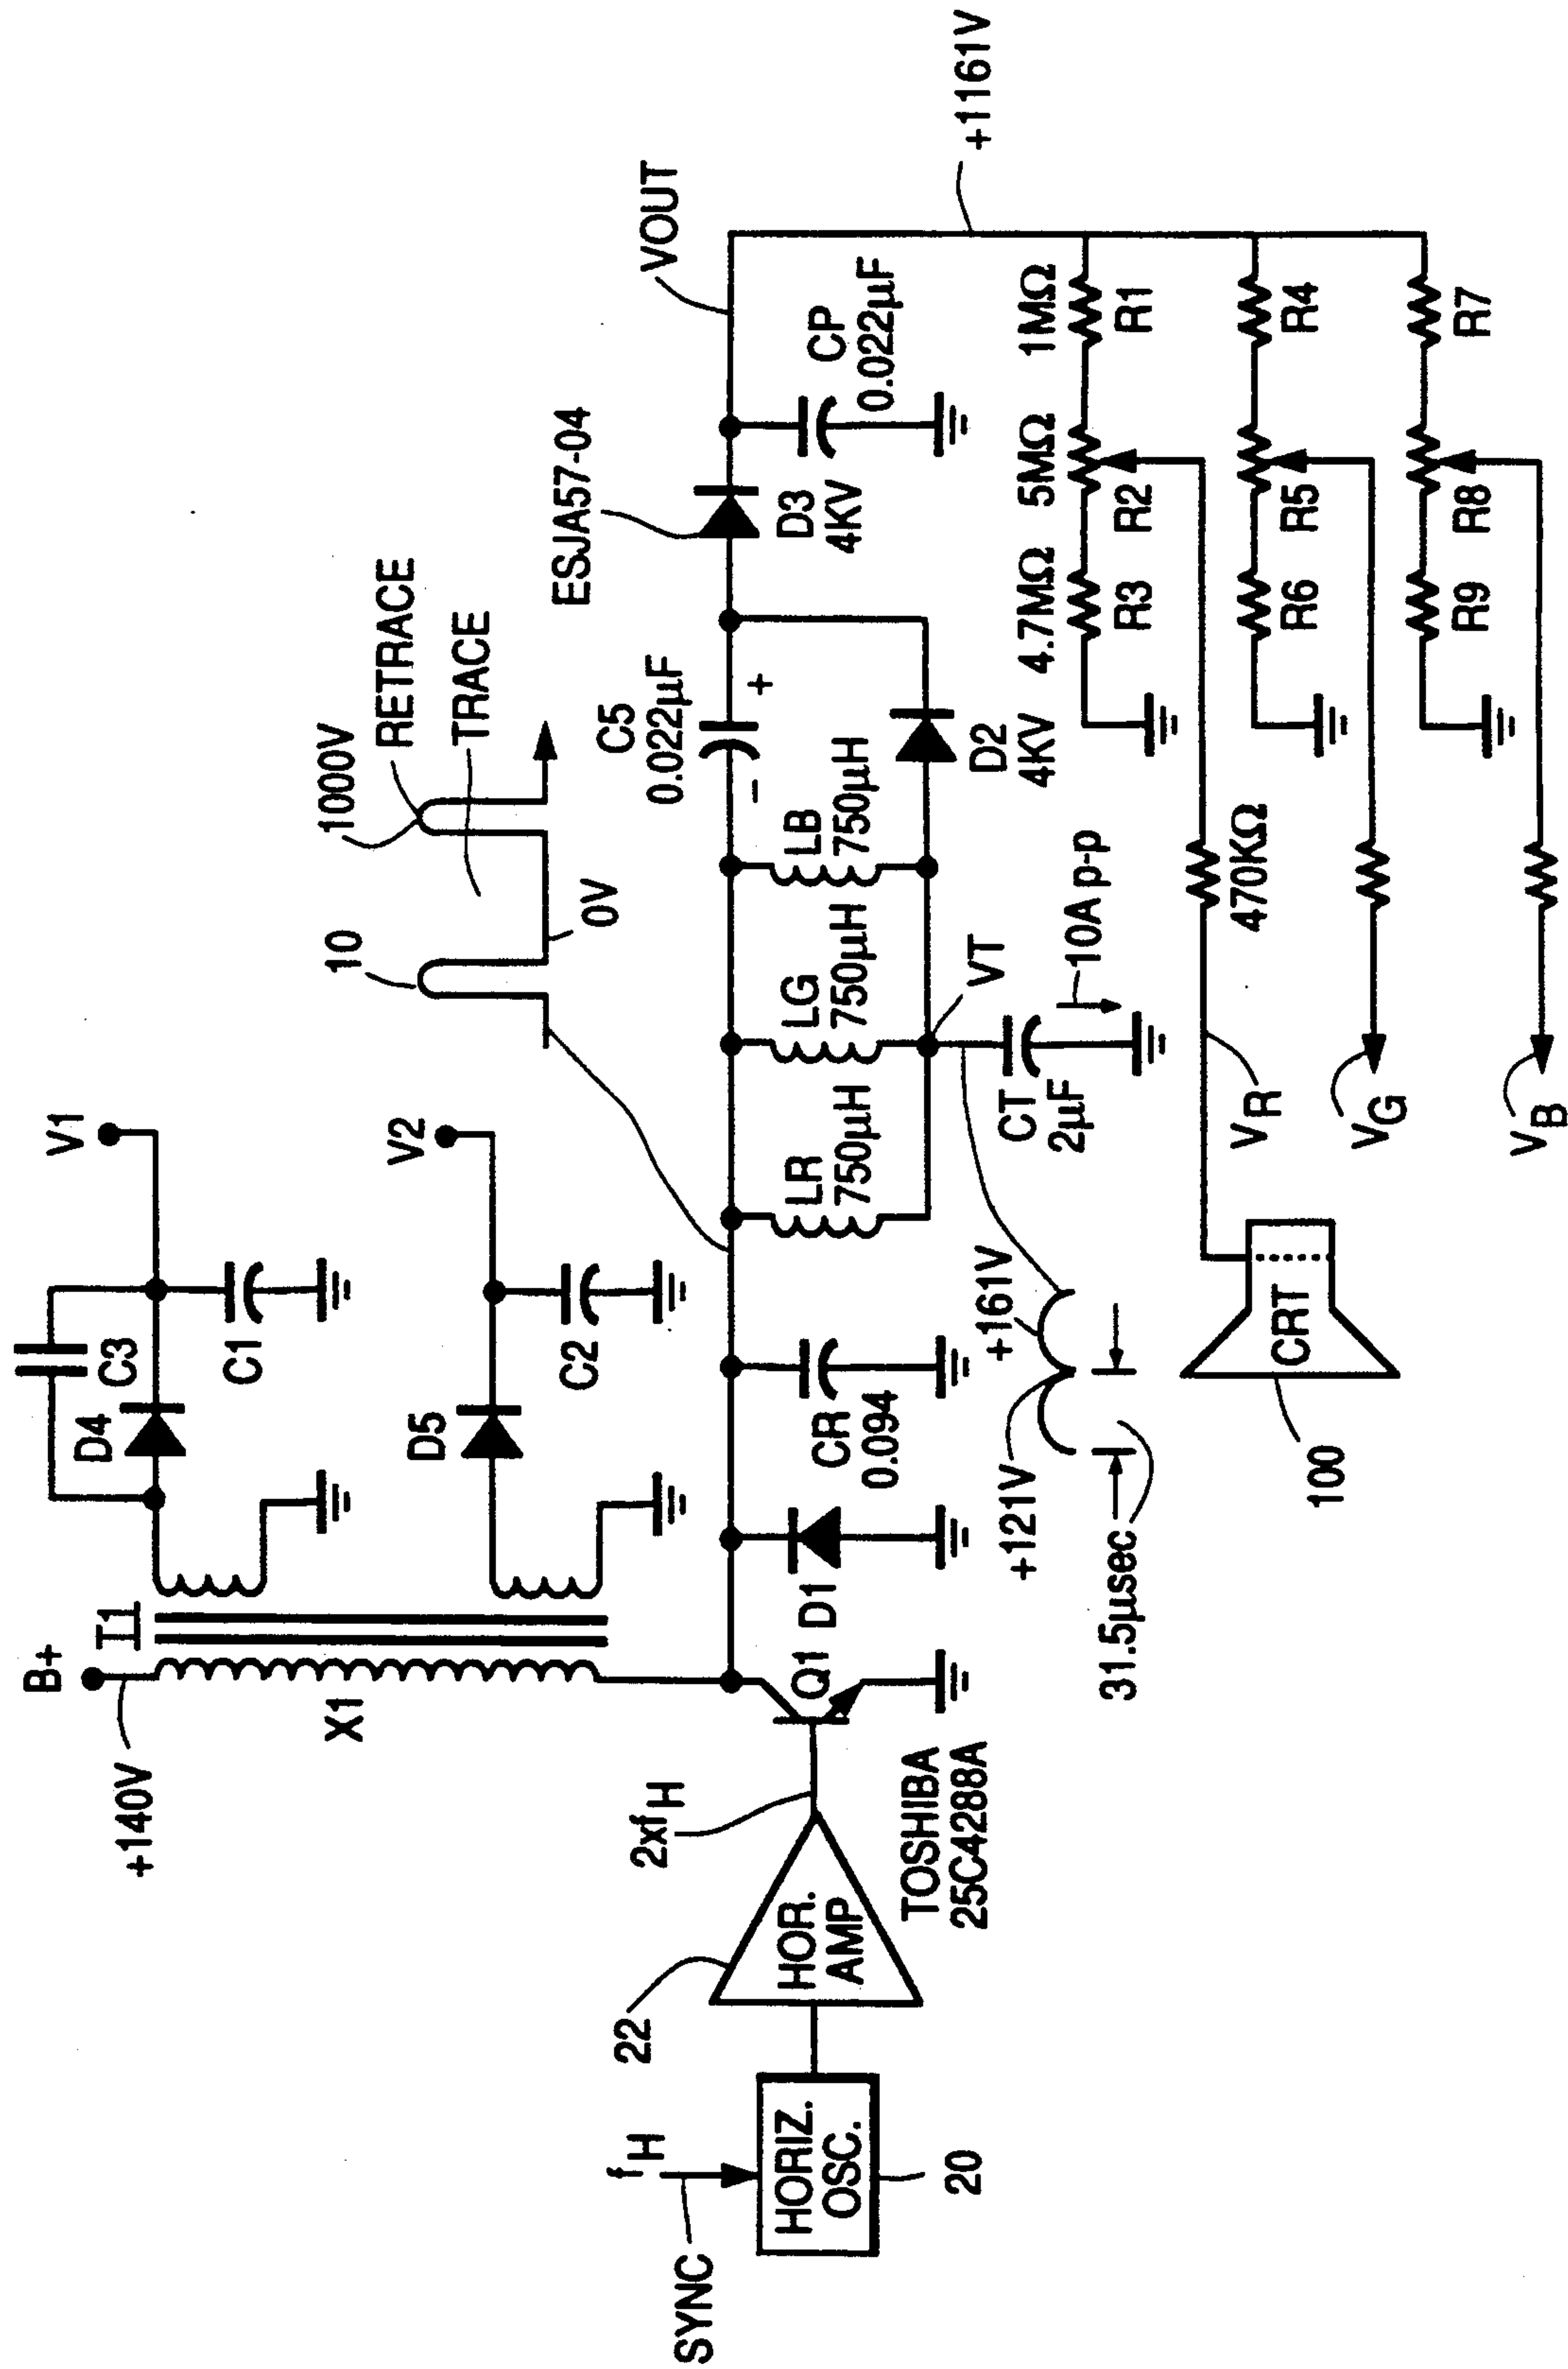 B+
+140V
T1
X1
D4
C3
C1
V1
D5
C2
V2
10
1000V
RETRACE
TRACE
0V
ESJA57-04
VOUT
SYNC
fH
HORIZ.
OSC.
20
22
HOR.
AMP
2xfH
Q1
TOSHIBA
25C4288A
D1
CR
0.094
LR
750µH
LG
750µH
LB
750µH
C5
0.022µF
-
+
D2
4KV
D3
4KV
CP
0.022µF
+1161V
+121V
+161V
31.5µsec
CT
2µF
VT
10A p-p
4.7MΩ
R3
5MΩ
R2
1MΩ
R1
R6
R5
R4
R9
R8
R7
470KΩ
VR
VG
VB
CRT
100